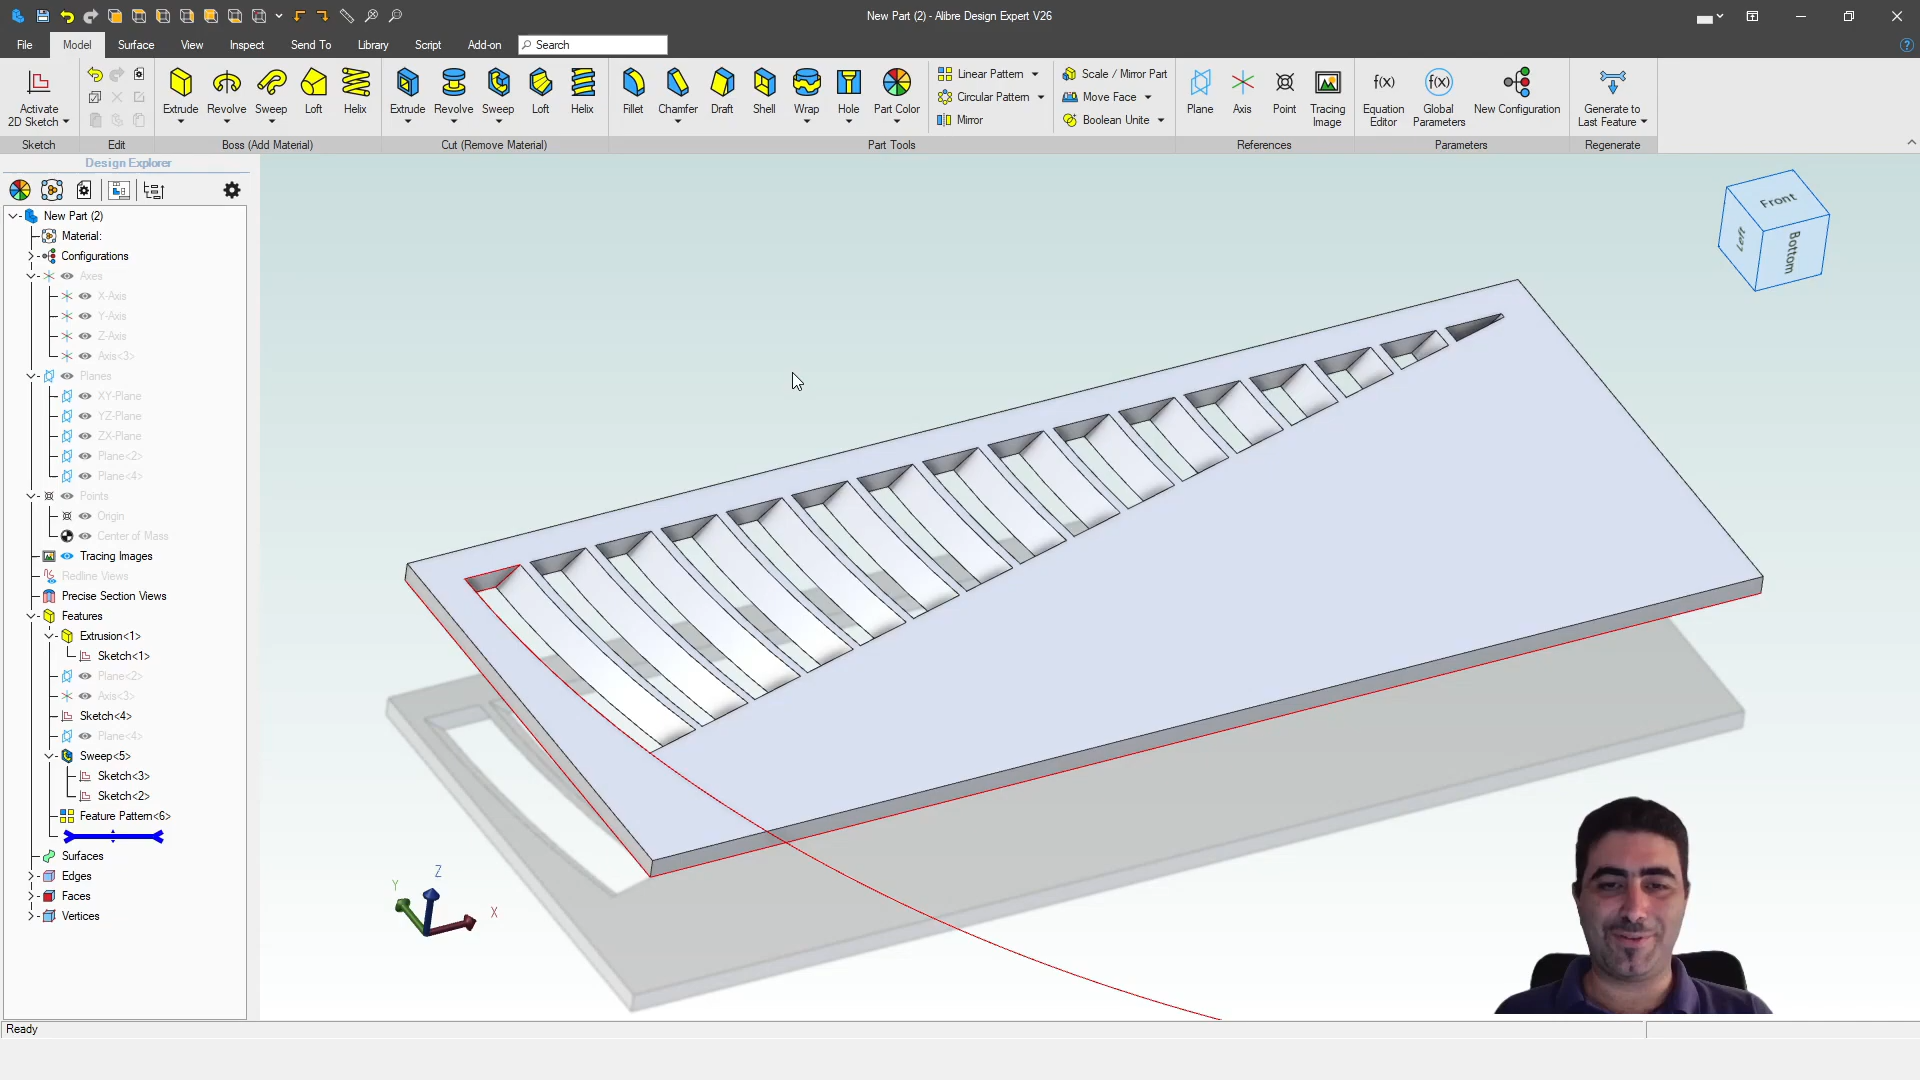 New Part (2) - Alibre Design Expert V26
File Model Surface View Inspect Send To Library Script Add-on Search
Activate
2D Sketch
Extrude Revolve Sweep Loft Helix
Extrude Revolve Sweep Loft Helix
Fillet Chamfer Draft Shell Wrap Hole Part Color
Linear Pattern
Circular Pattern
Mirror
Scale / Mirror Part
Move Face
Boolean Unite
Plane Axis Point Tracing
Image
Equation
Editor
Global
Parameters
New Configuration
Generate to
Last Feature
Sketch Edit Boss (Add Material) Cut (Remove Material) Part Tools References Parameters Regenerate
Design Explorer
New Part (2)
Material:
Configurations
Axes
X-Axis
Y-Axis
Z-Axis
Axis<3>
Planes
XY-Plane
YZ-Plane
ZX-Plane
Plane<2>
Plane<4>
Points
Origin
Center of Mass
Tracing Images
Redline Views
Precise Section Views
Features
Extrusion<1>
Sketch<1>
Plane<2>
Axis<3>
Sketch<4>
Plane<4>
Sweep<5>
Sketch<3>
Sketch<2>
Feature Pattern<6>
Surfaces
Edges
Faces
Vertices
Front
Left
Bottom
Z
Y
X
Ready